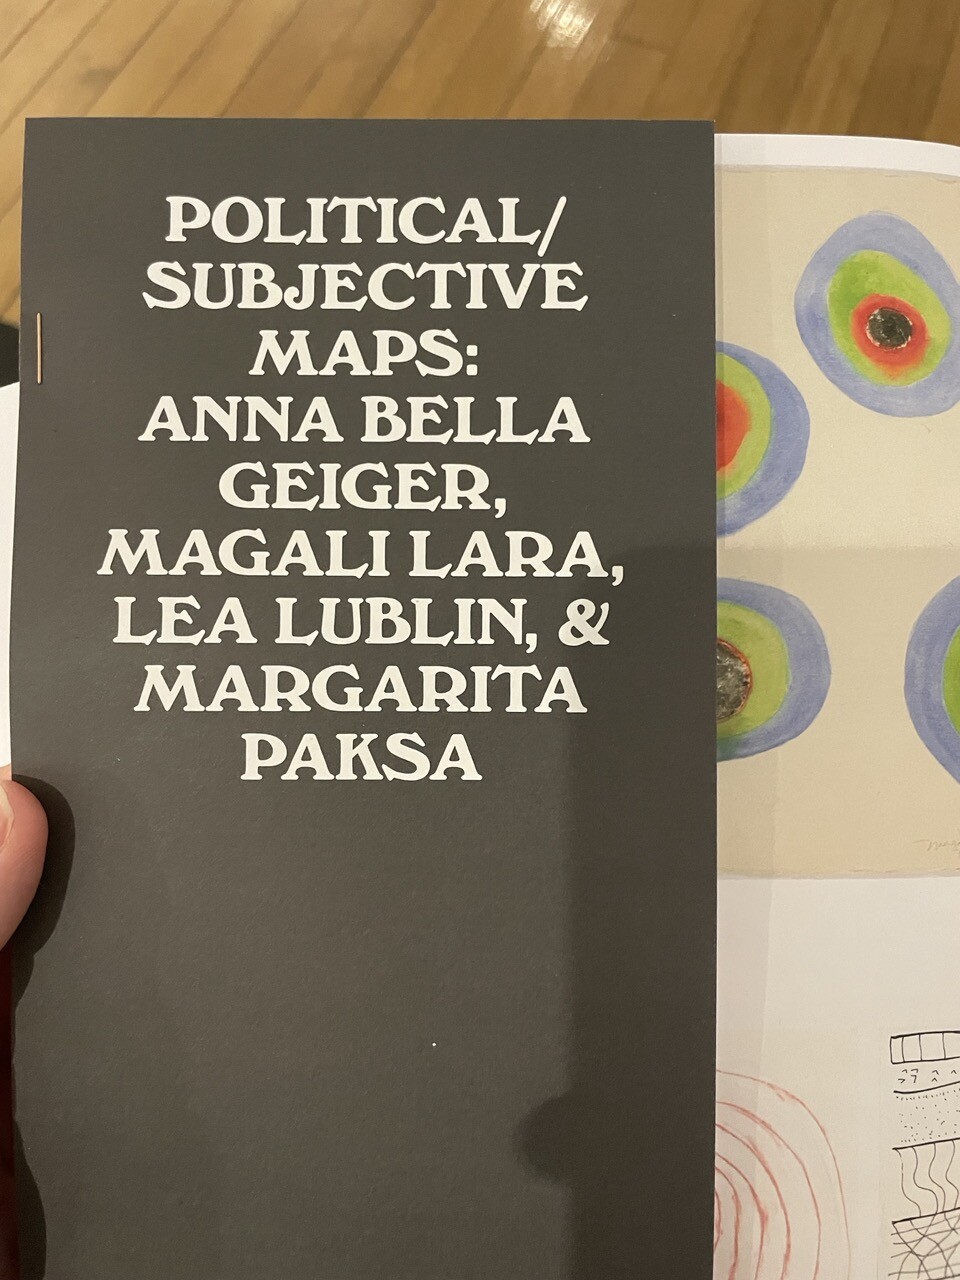 POLITICAL/
SUBJECTIVE
MAPS:
ANNA BELLA
GEIGER,
MAGALI LARA,
LEA LUBLIN, &
MARGARITA
PAKSA